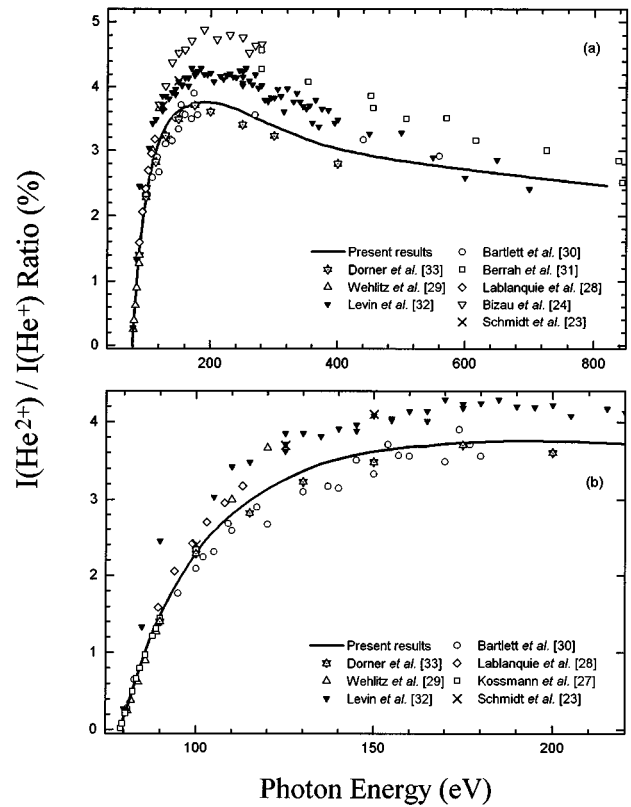 I(He²⁺) / I(He⁺) Ratio (%)
5
4
3
2
1
0
(a)
Present results
Dorner et al. [33]
Wehlitz et al. [29]
Levin et al. [32]
Bartlett et al. [30]
Berrah et al. [31]
Lablanquie et al. [28]
Bizau et al. [24]
Schmidt et al. [23]
200 400 600 800
4
3
2
1
0
(b)
Present results
Dorner et al. [33]
Wehlitz et al. [29]
Levin et al. [32]
Bartlett et al. [30]
Lablanquie et al. [28]
Kossmann et al. [27]
Schmidt et al. [23]
100 150 200
Photon Energy (eV)